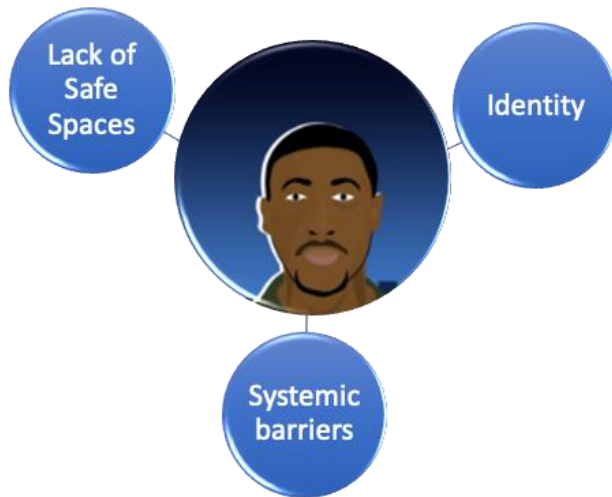 Lack of
Safe
Spaces
Identity
Systemic
barriers